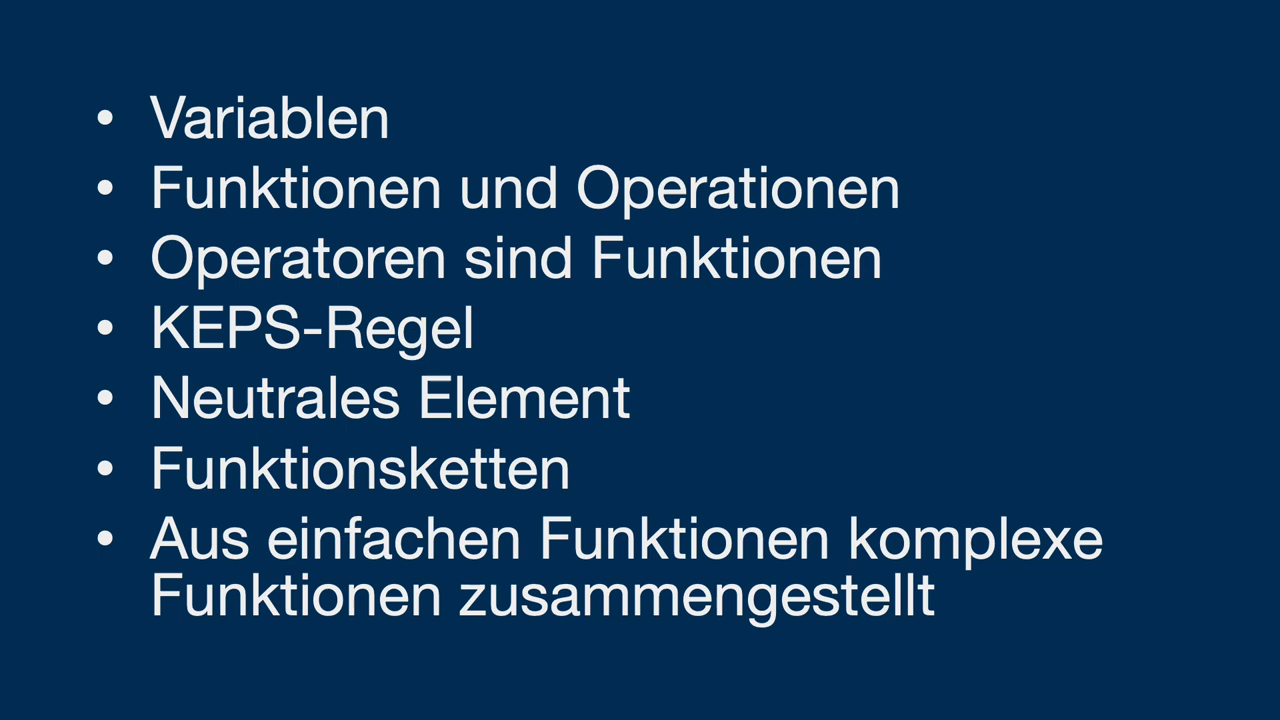 • Variablen
• Funktionen und Operationen
• Operatoren sind Funktionen
• KEPS-Regel
• Neutrales Element
• Funktionsketten
• Aus einfachen Funktionen komplexe
Funktionen zusammengestellt